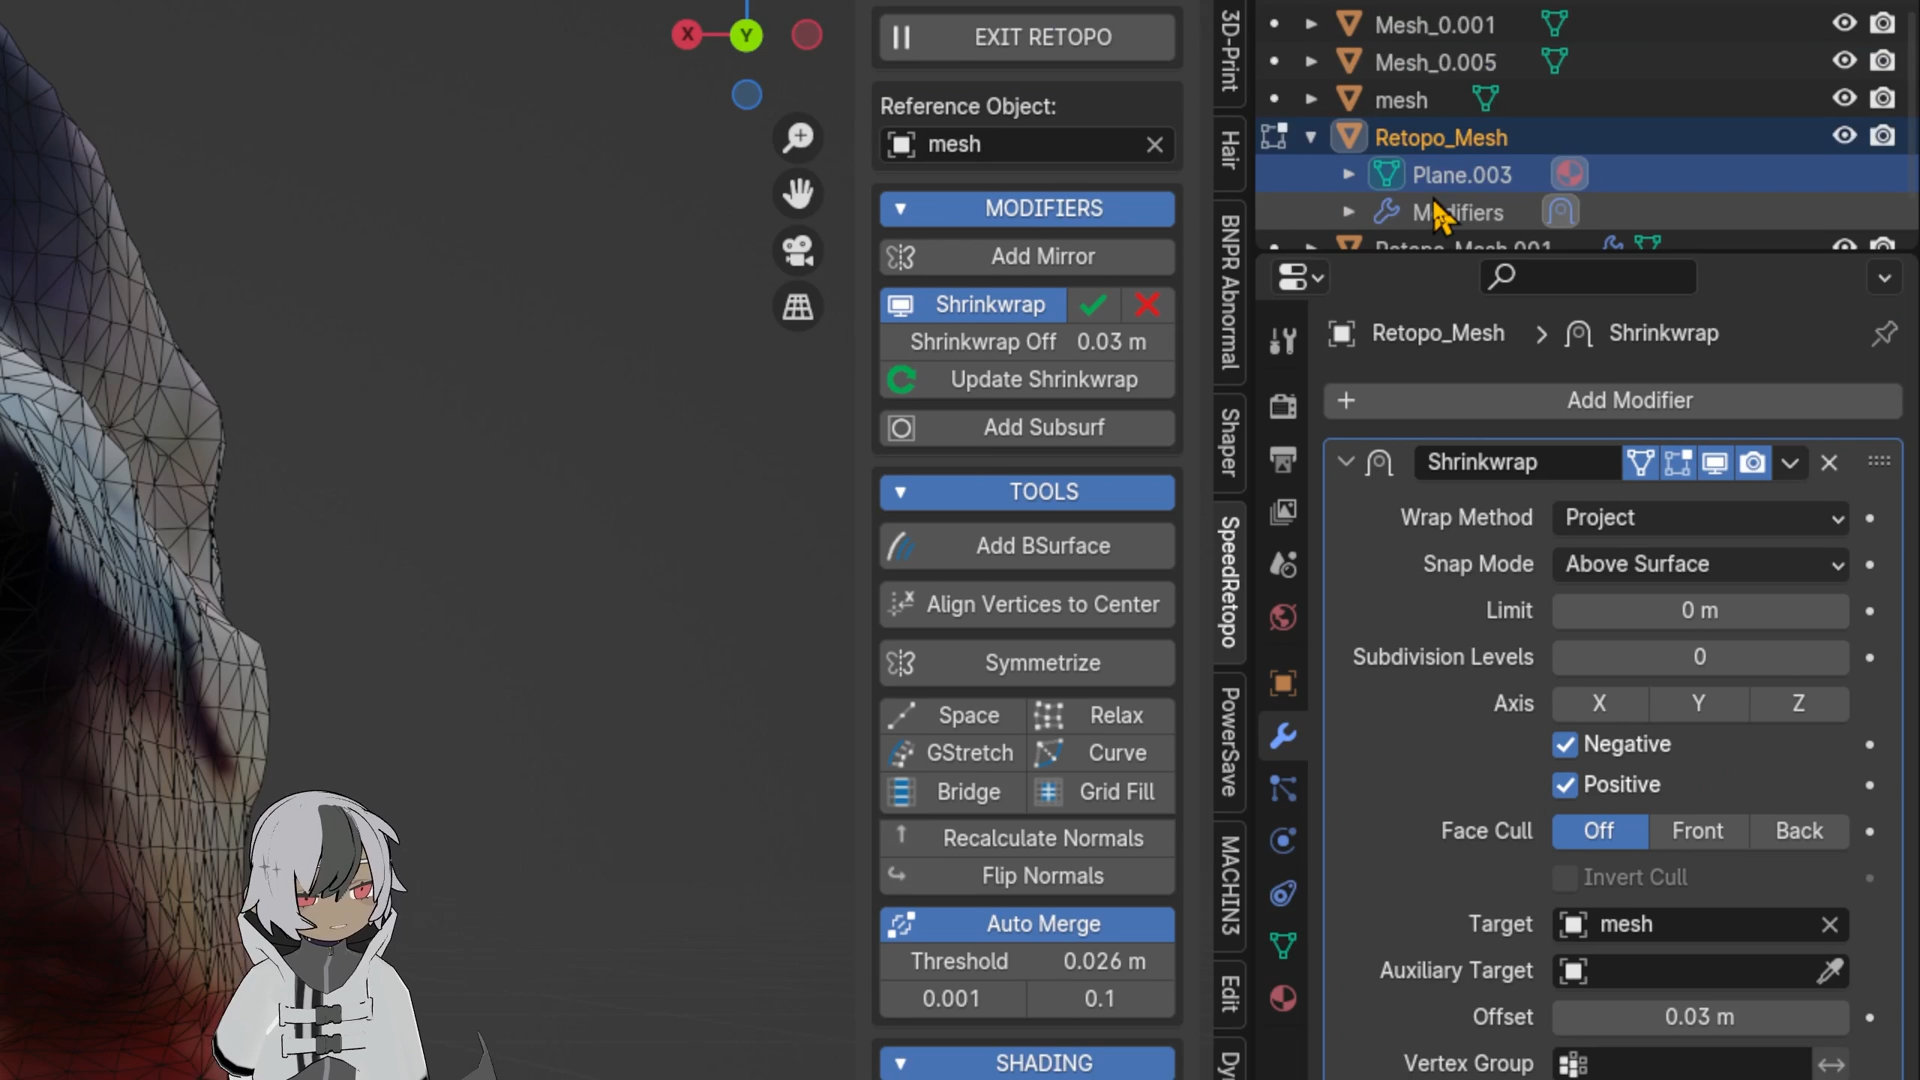 X
Y
EXIT RETOPO
Reference Object:
mesh
MODIFIERS
Add Mirror
Shrinkwrap
Shrinkwrap Off 0.03 m
Update Shrinkwrap
Add Subsurf
TOOLS
Add BSurface
Align Vertices to Center
Symmetrize
Space Relax
GStretch Curve
Bridge Grid Fill
Recalculate Normals
Flip Normals
Auto Merge
Threshold 0.026 m
0.001 0.1
SHADING
3D-Print
Hair
BNPR Abnormal
Shaper
SpeedRetopo
PowerSave
MACHIN3
Edit
Dy
Mesh_0.001
Mesh_0.005
mesh
Retopo_Mesh
Plane.003
Modifiers
Retopo_Mesh.001
Retopo_Mesh > Shrinkwrap
+ Add Modifier
Shrinkwrap
Wrap Method Project
Snap Mode Above Surface
Limit 0 m
Subdivision Levels 0
Axis X Y Z
Negative
Positive
Face Cull Off Front Back
Invert Cull
Target mesh
Auxiliary Target
Offset 0.03 m
Vertex Group